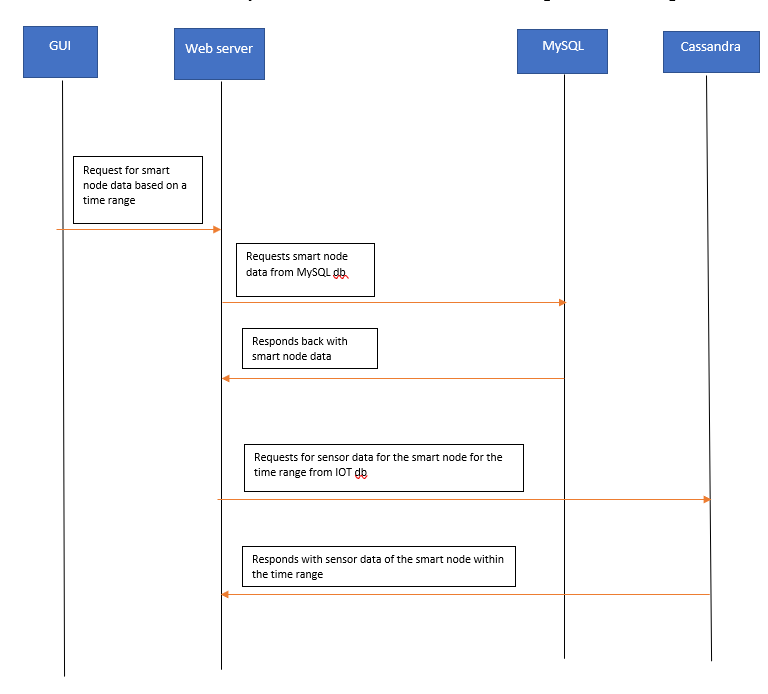 GUI
Web server
MySQL
Cassandra
Request for smart
node data based on a
time range
Requests smart node
data from MySQL db
Responds back with
smart node data
Requests for sensor data for the smart node for the
time range from IOT db
Responds with sensor data of the smart node within
the time range